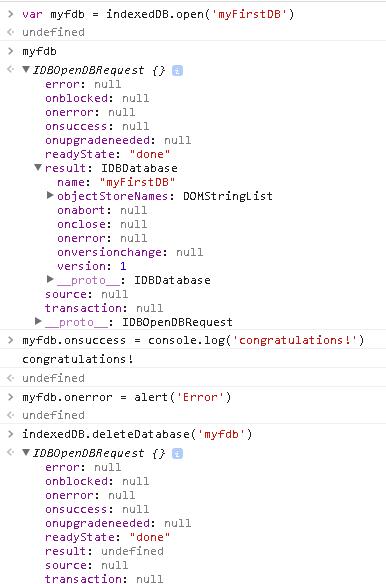 > var myfdb = indexedDB.open('myFirstDB')
< undefined
> myfdb
< ▼ IDBOpenDBRequest {} i
error: null
onblocked: null
onerror: null
onsuccess: null
onupgradeneeded: null
readyState: "done"
▼ result: IDBDatabase
name: "myFirstDB"
▶ objectStoreNames: DOMStringList
onabort: null
onclose: null
onerror: null
onversionchange: null
version: 1
▶ __proto__: IDBDatabase
source: null
transaction: null
▶ __proto__: IDBOpenDBRequest
> myfdb.onsuccess = console.log('congratulations!')
congratulations!
< undefined
> myfdb.onerror = alert('Error')
< undefined
> indexedDB.deleteDatabase('myfdb')
< ▼ IDBOpenDBRequest {} i
error: null
onblocked: null
onerror: null
onsuccess: null
onupgradeneeded: null
readyState: "done"
result: undefined
source: null
transaction: null